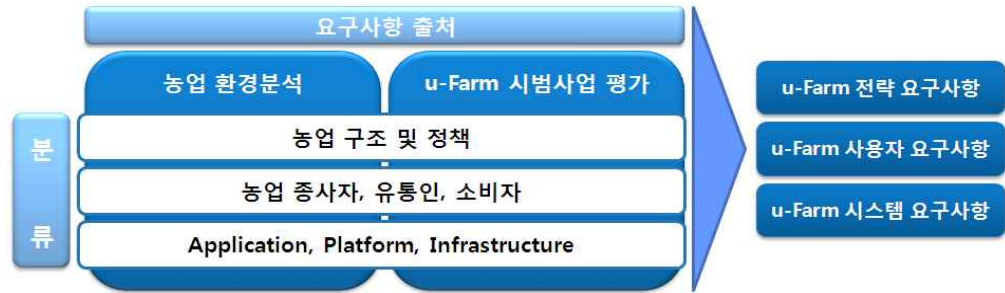 요구사항 출처
농업 환경분석
u-Farm 시범사업 평가
분
류
농업 구조 및 정책
농업 종사자, 유통인, 소비자
Application, Platform, Infrastructure
u-Farm 전략 요구사항
u-Farm 사용자 요구사항
u-Farm 시스템 요구사항